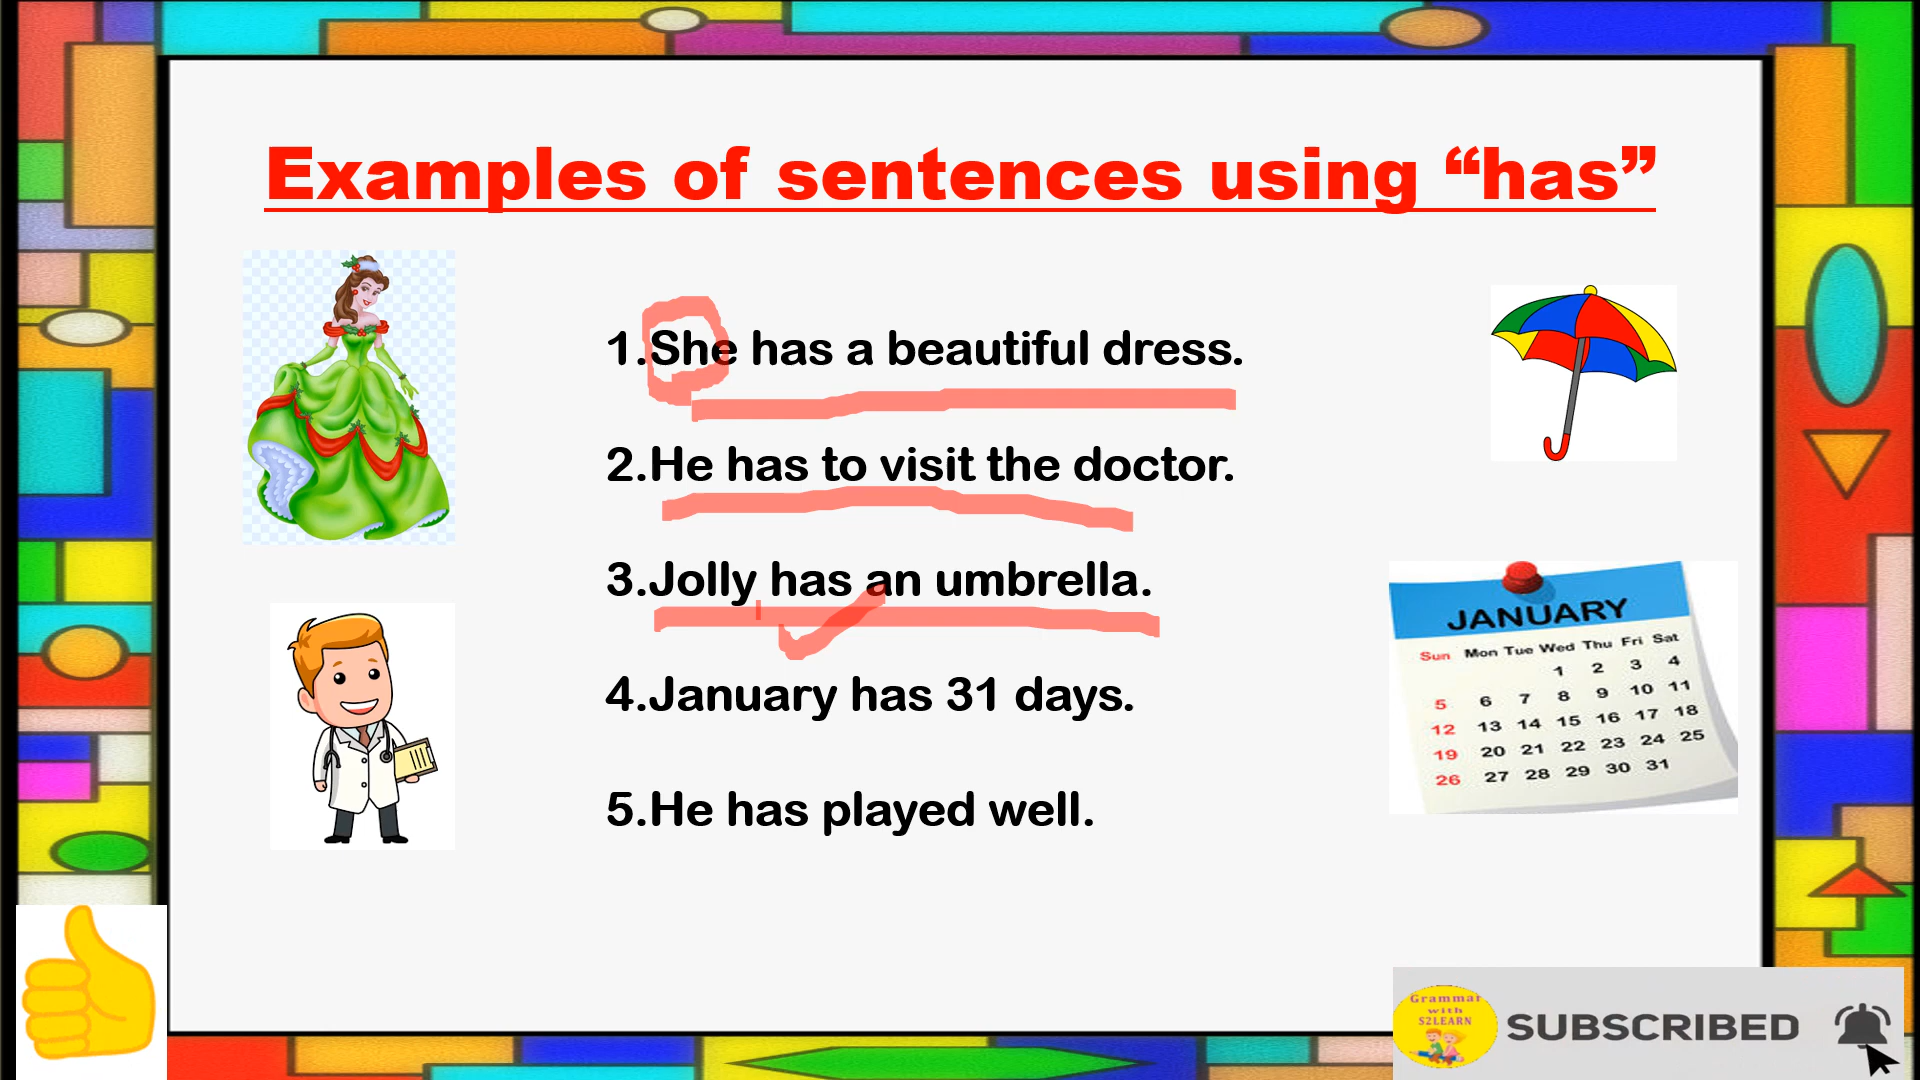 Examples of sentences using “has”
1.She has a beautiful dress.
2.He has to visit the doctor.
3.Jolly has an umbrella.
4.January has 31 days.
5.He has played well.
JANUARY
Sun Mon Tue Wed Thu Fri Sat
1 2 3 4
5 6 7 8 9 10 11
12 13 14 15 16 17 18
19 20 21 22 23 24 25
26 27 28 29 30 31
Grammar
with
S2LEARN
SUBSCRIBED